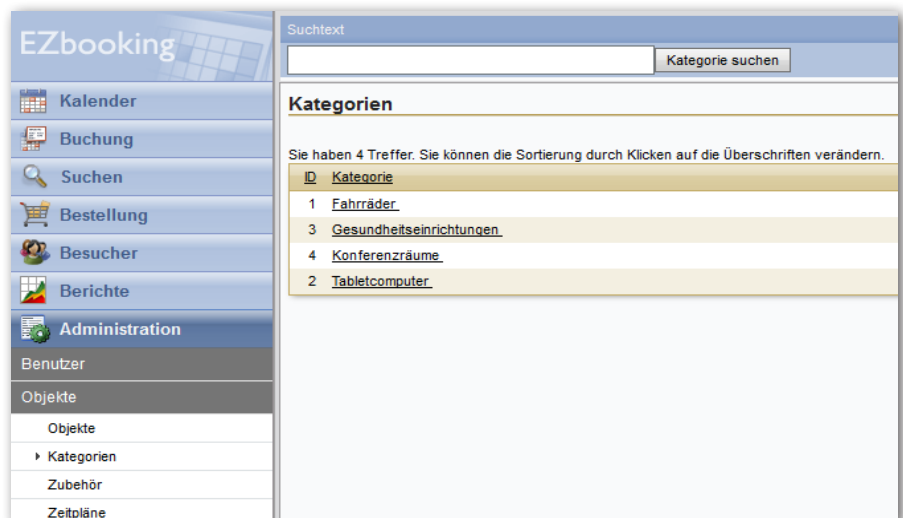 EZbooking
Kalender
Buchung
Suchen
Bestellung
Besucher
Berichte
Administration
Benutzer
Objekte
Objekte
Kategorien
Zubehör
Zeitpläne
Suchtext
Kategorie suchen
Kategorien
Sie haben 4 Treffer. Sie können die Sortierung durch Klicken auf die Überschriften verändern.
ID Kategorie
1 Fahrräder
3 Gesundheitseinrichtungen
4 Konferenzräume
2 Tabletcomputer